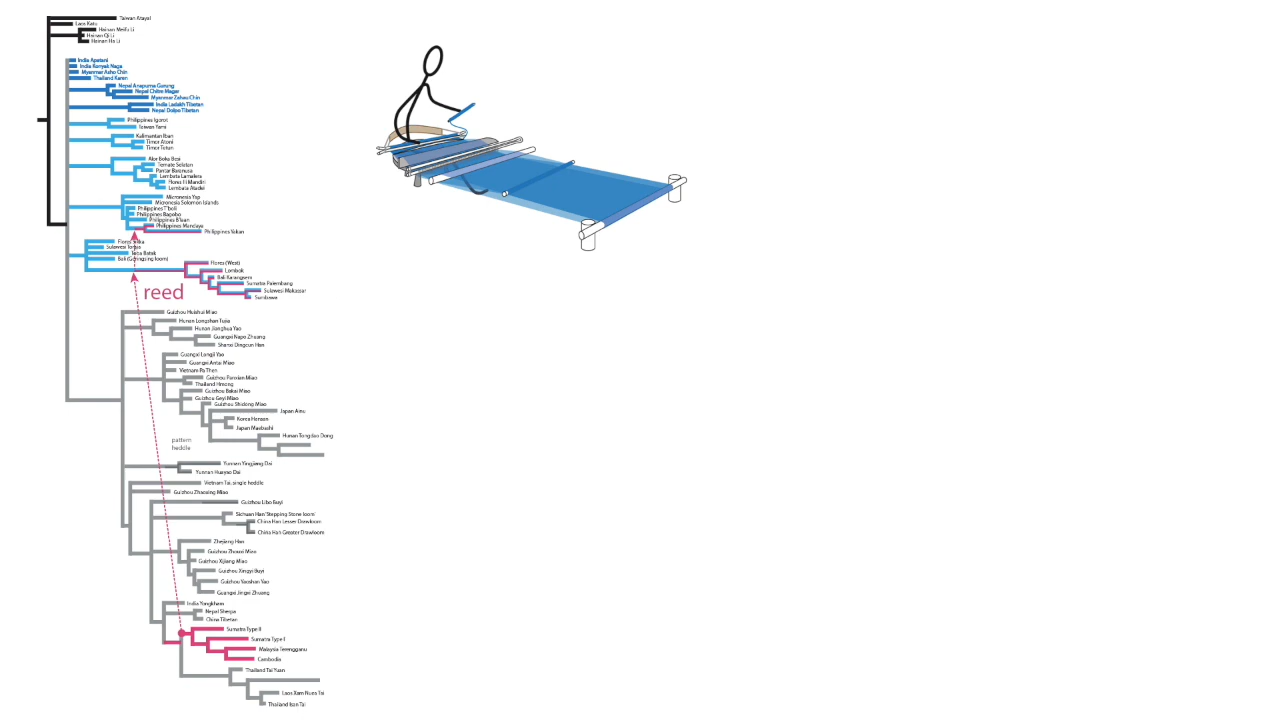 Taiwan Atayal
Laos Katu
Hainan Meifu Li
Hainan Qi Li
Hainan Ha Li
India Apatani
India Konyak Naga
Myanmar Asho Chin
Thailand Karen
Nepal Annapurna Gurung
Nepal Chitre Magar
Myanmar Zahau Chin
India Ladakh Tibetan
Nepal Dolpo Tibetan
Philippines Igorot
Taiwan Yami
Kalimantan Iban
Timor Atoni
Timor Tetun
Alor Boka Besi
Ternate Selatan
Pantar Baranusa
Lembata Lamalera
Flores Ili Mandiri
Lembata Atadei
Micronesia Yap
Micronesia Solomon Islands
Philippines T'boli
Philippines Bagobo
Philippines B'laan
Philippines Mandaya
Philippines Yakan
Flores Sikka
Sulawesi Toraja
Toba Batak
Bali (Geringsing loom)
Flores (West)
Lombok
Bali Karangasem
Sumatra Palembang
Sulawesi Makassar
Sumbawa
reed
Guizhou Huishui Miao
Hunan Longshan Tujia
Hunan Jianghua Yao
Guangxi Napo Zhuang
Shanxi Dingcun Han
Guangxi Longji Yao
Guangxi Antai Miao
Vietnam Pa Then
Guizhou Panxian Miao
Thailand Hmong
Guizhou Bakai Miao
Guizhou Geyi Miao
Guizhou Shidong Miao
Japan Ainu
Korea Hansan
Japan Maebashi
Hunan Tongdao Dong
pattern
heddle
Yunnan Yingjiang Dai
Yunnan Huayao Dai
Vietnam Tai, single heddle
Guizhou Zhaoxing Miao
Guizhou Libo Buyi
Sichuan Han 'Stepping Stone loom'
China Han Lesser Drawloom
China Han Greater Drawloom
Zhejiang Han
Guizhou Zhouxi Miao
Guizhou Xijiang Miao
Guizhou Xingyi Buyi
Guizhou Yaoshan Yao
Guangxi Jingxi Zhuang
India Tangkham
Nepal Sherpa
China Tibetan
Sumatra Type II
Sumatra Type I
Malaysia Terengganu
Cambodia
Thailand Tai Yuan
Laos Xam Nuea Tai
Thailand Isan Tai